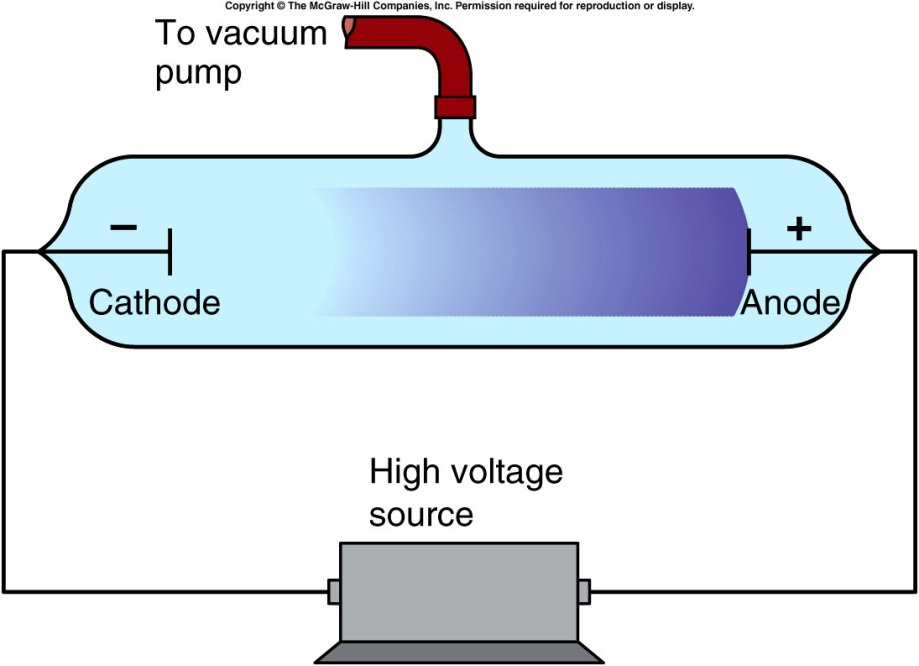 Copyright © The McGraw-Hill Companies, Inc. Permission required for reproduction or display.
To vacuum
pump
−
+
Cathode
Anode
High voltage
source